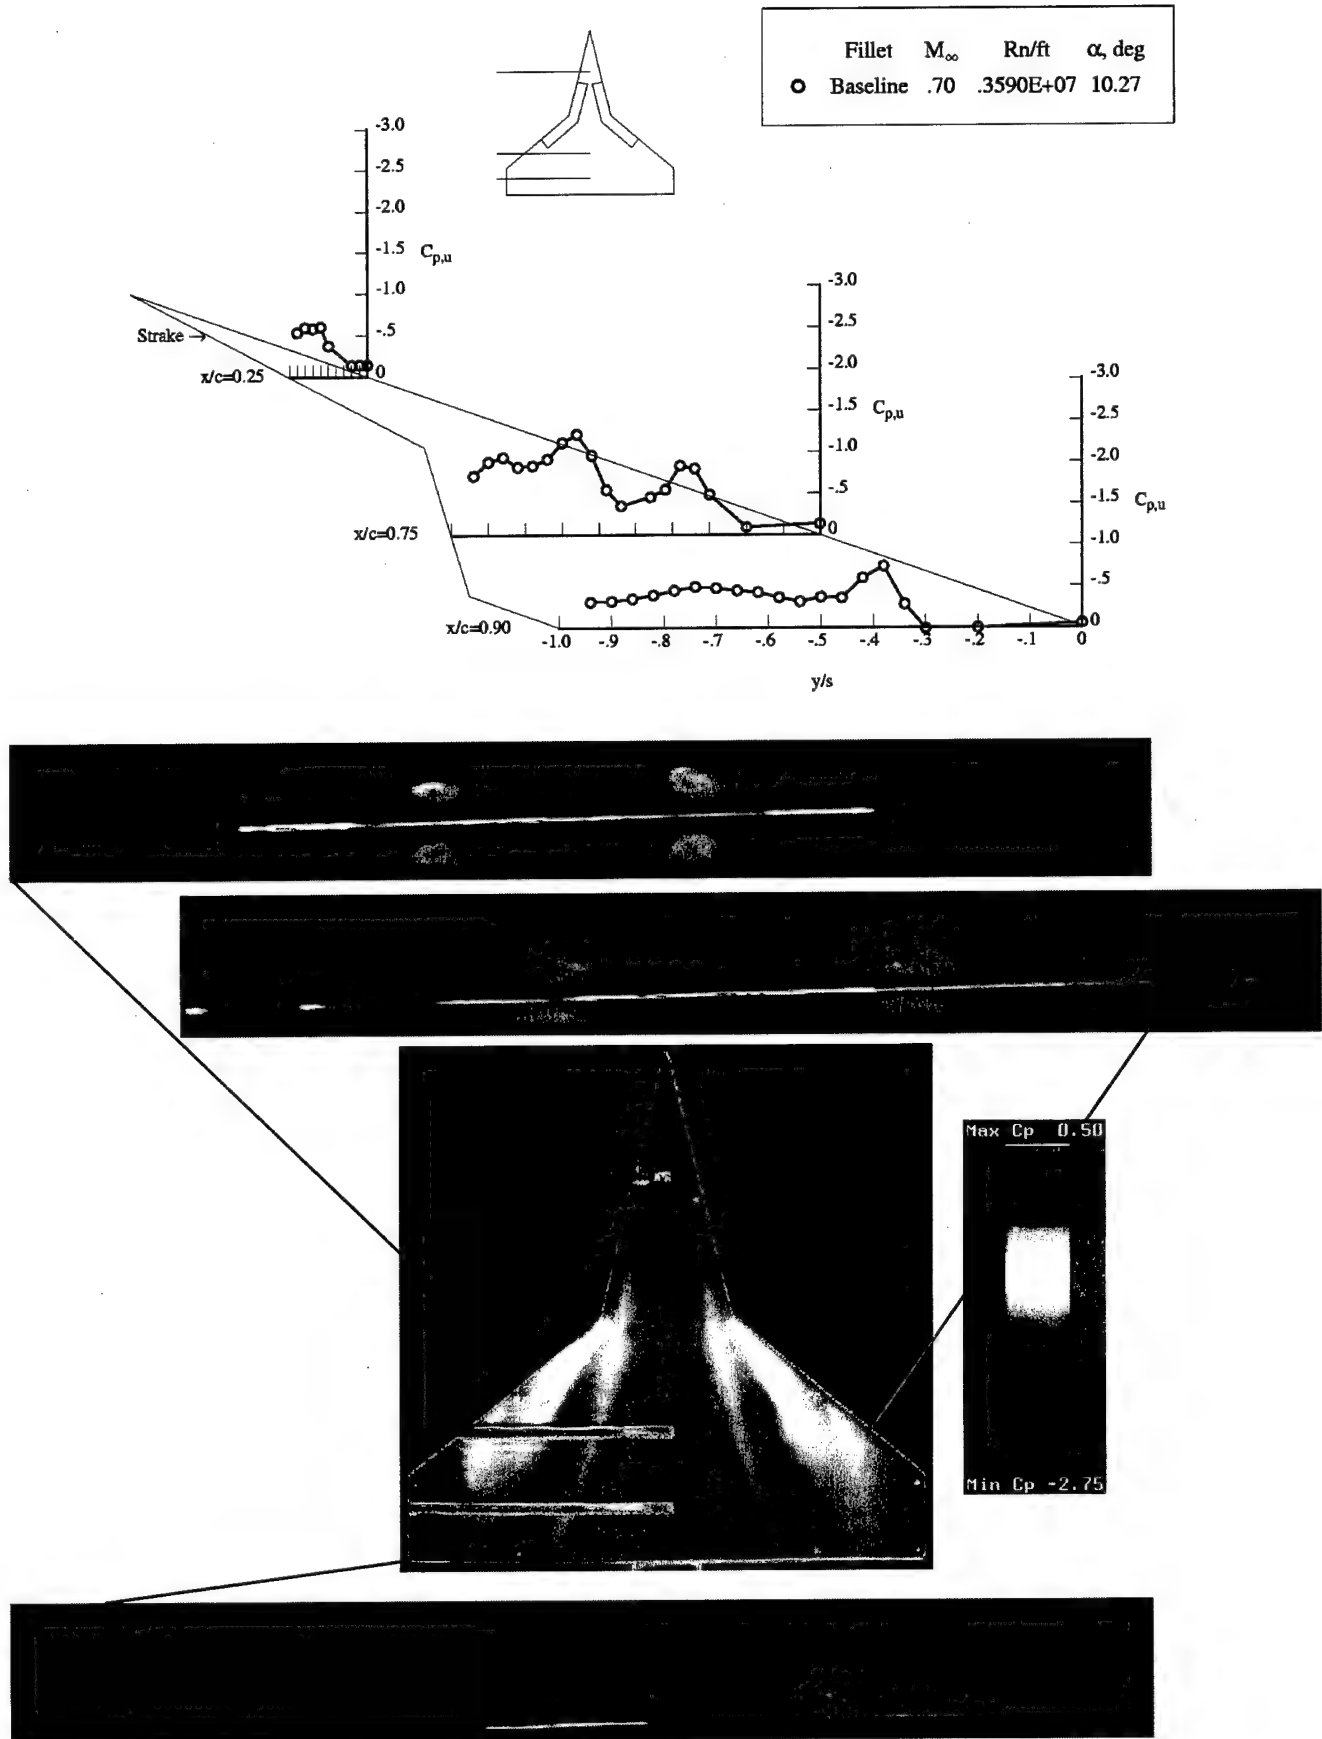 Fillet M∞ Rn/ft α, deg
Baseline .70 .3590E+07 10.27
-3.0
-2.5
-2.0
-1.5 Cp,u
-1.0
-.5
0
Strake →
x/c=0.25
-3.0
-2.5
-2.0
-1.5 Cp,u
-1.0
-.5
0
x/c=0.75
-3.0
-2.5
-2.0
-1.5 Cp,u
-1.0
-.5
0
x/c=0.90
-1.0 -.9 -.8 -.7 -.6 -.5 -.4 -.3 -.2 -.1 0
y/s
Max Cp 0.50
Min Cp -2.75